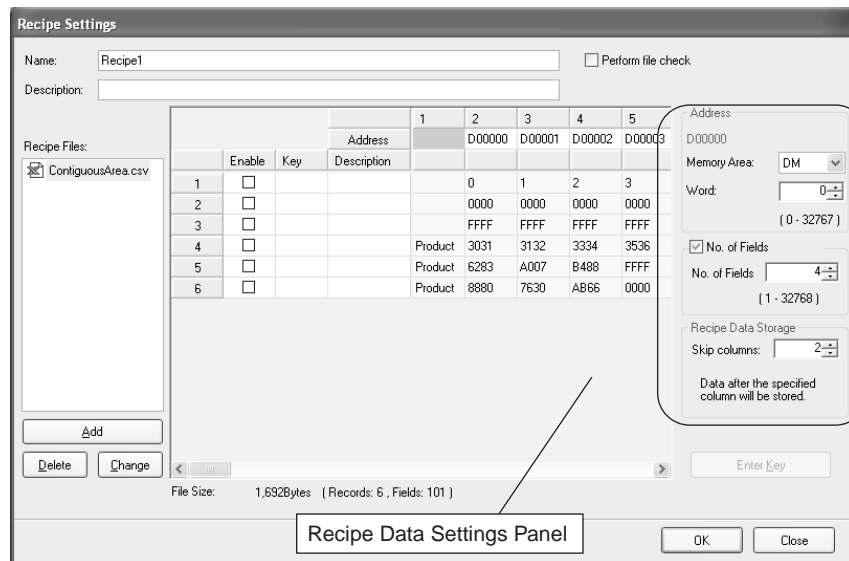 Recipe Settings
Name: Recipe1
Perform file check
Description:
Recipe Files:
ContiguousArea.csv
Add
Delete Change
1 2 3 4 5
Address D00000 D00001 D00002 D00003
Enable Key Description
1 0 1 2 3
2 0000 0000 0000 0000
3 FFFF FFFF FFFF FFFF
4 Product 3031 3132 3334 3536
5 Product 6283 A007 B488 FFFF
6 Product 8880 7630 AB66 0000
File Size: 1,692Bytes ( Records: 6 , Fields: 101 )
Address
D00000
Memory Area: DM
Word: 0
( 0 - 32767 )
No. of Fields
No. of Fields 4
( 1 - 32768 )
Recipe Data Storage
Skip columns: 2
Data after the specified
column will be stored.
Enter Key
Recipe Data Settings Panel
OK Close